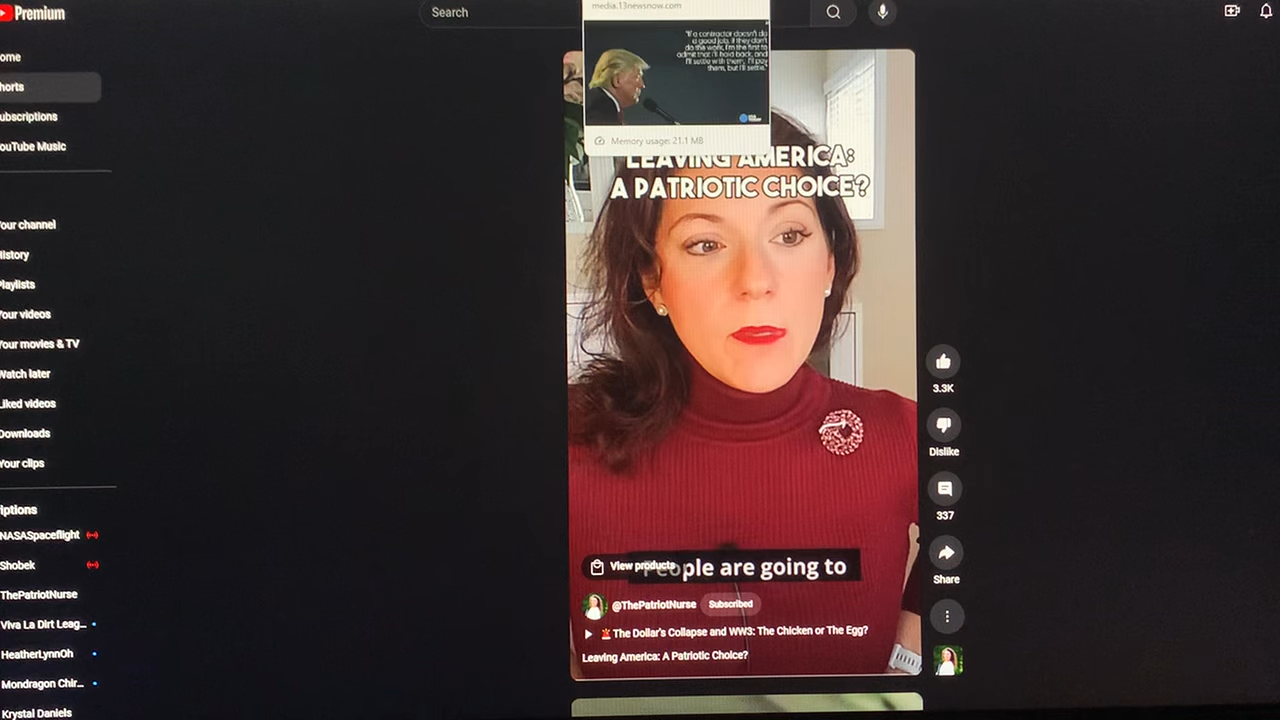 Premium
Search
media.13newsnow.com
"If a contractor doesn't do
a good job, if they don't
do the work, I'm the first to
admit that I'll hold back, and
I'll settle with them, I'll pay
them, but I'll settle."
Memory usage: 21.1 MB
ome
horts
ubscriptions
ouTube Music
our channel
istory
laylists
our videos
our movies & TV
Watch later
iked videos
Downloads
Your clips
iptions
NASASpaceflight
Shobek
ThePatriotNurse
Viva La Dirt Leag...
HeatherLynnOh
Mondragon Chir...
Krystal Daniels
LEAVING AMERICA:
A PATRIOTIC CHOICE?
View products
People are going to
@ThePatriotNurse
Subscribed
The Dollar's Collapse and WW3: The Chicken or The Egg?
Leaving America: A Patriotic Choice?
3.3K
Dislike
337
Share